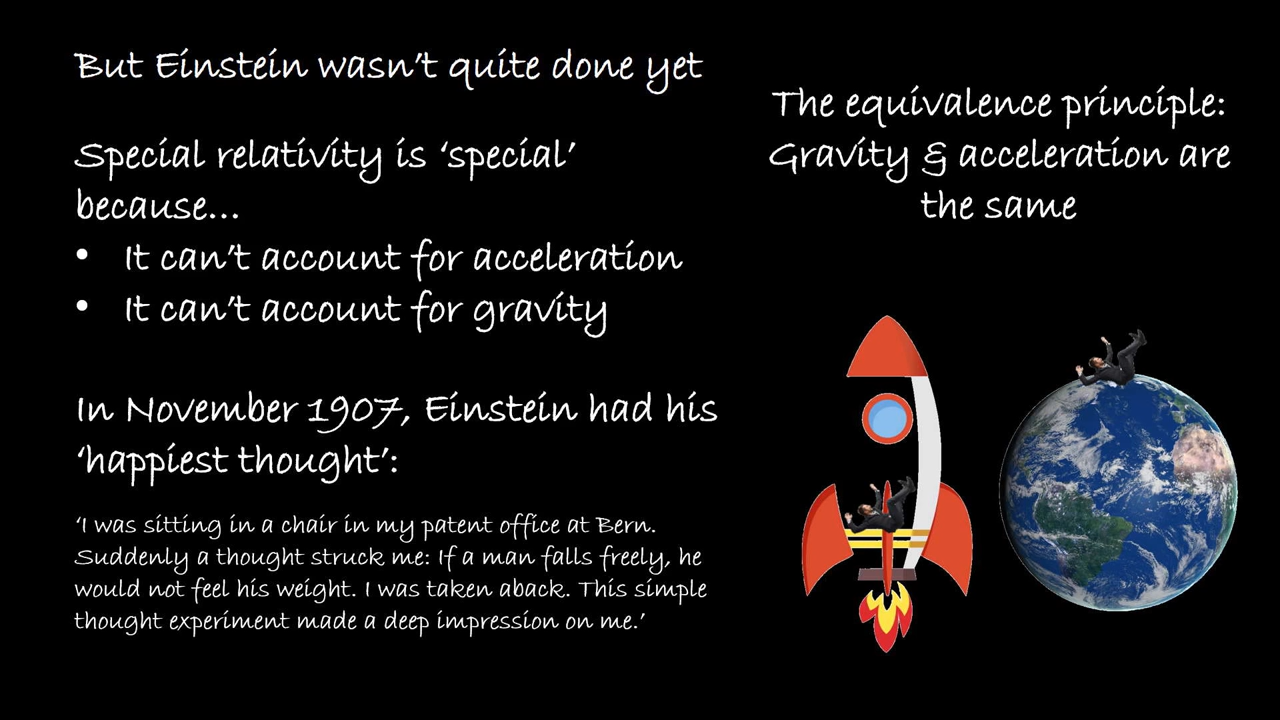 But Einstein wasn't quite done yet
Special relativity is 'special'
because...
• It can't account for acceleration
• It can't account for gravity
In November 1907, Einstein had his
'happiest thought':
'I was sitting in a chair in my patent office at Bern.
Suddenly a thought struck me: If a man falls freely, he
would not feel his weight. I was taken aback. This simple
thought experiment made a deep impression on me.'
The equivalence principle:
Gravity & acceleration are
the same